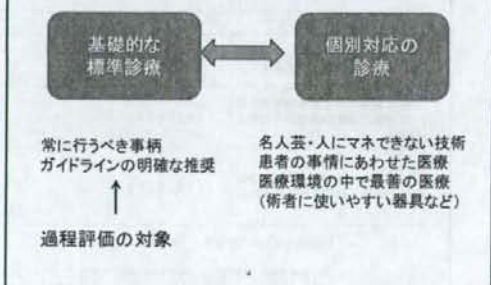 基礎的な
標準診療
個別対応の
診療
常に行うべき事柄
ガイドラインの明確な推奨
過程評価の対象
名人芸・人にマネできない技術
患者の事情にあわせた医療
医療環境の中で最善の医療
(術者に使いやすい器具など)